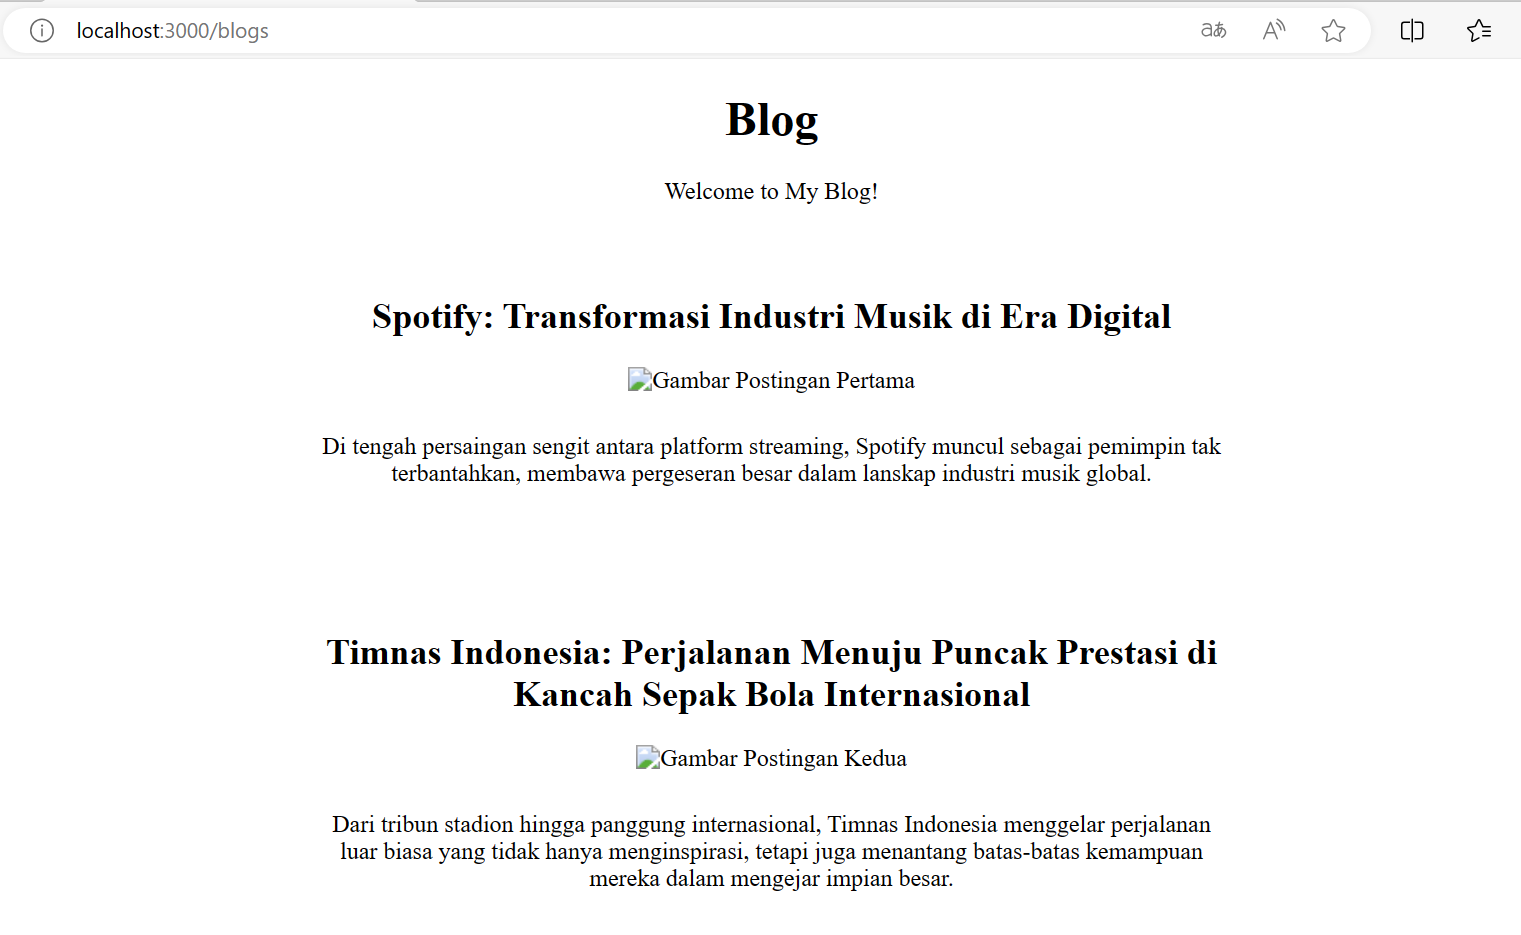 localhost:3000/blogs
aあ
A
Blog
Welcome to My Blog!
Spotify: Transformasi Industri Musik di Era Digital
Gambar Postingan Pertama
Di tengah persaingan sengit antara platform streaming, Spotify muncul sebagai pemimpin tak
terbantahkan, membawa pergeseran besar dalam lanskap industri musik global.
Timnas Indonesia: Perjalanan Menuju Puncak Prestasi di
Kancah Sepak Bola Internasional
Gambar Postingan Kedua
Dari tribun stadion hingga panggung internasional, Timnas Indonesia menggelar perjalanan
luar biasa yang tidak hanya menginspirasi, tetapi juga menantang batas-batas kemampuan
mereka dalam mengejar impian besar.